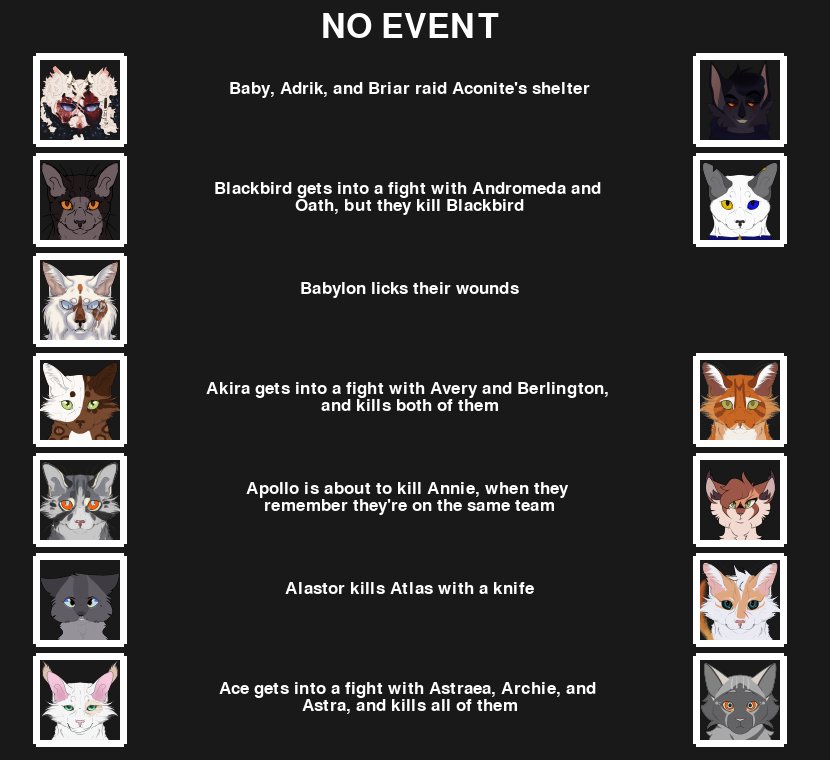 NO EVENT
Baby, Adrik, and Briar raid Aconite's shelter
Blackbird gets into a fight with Andromeda and
Oath, but they kill Blackbird
Babylon licks their wounds
Akira gets into a fight with Avery and Berlington,
and kills both of them
Apollo is about to kill Annie, when they
remember they're on the same team
Alastor kills Atlas with a knife
Ace gets into a fight with Astraea, Archie, and
Astra, and kills all of them